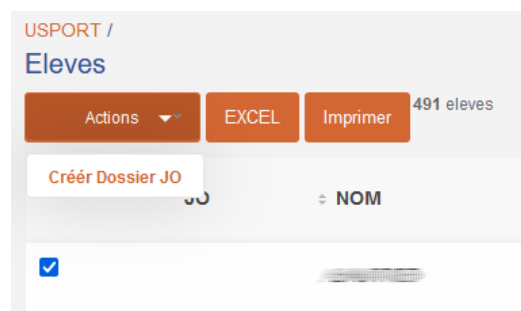 USPORT /
Eleves
Actions EXCEL Imprimer 491 eleves
Créér Dossier JO
JO NOM